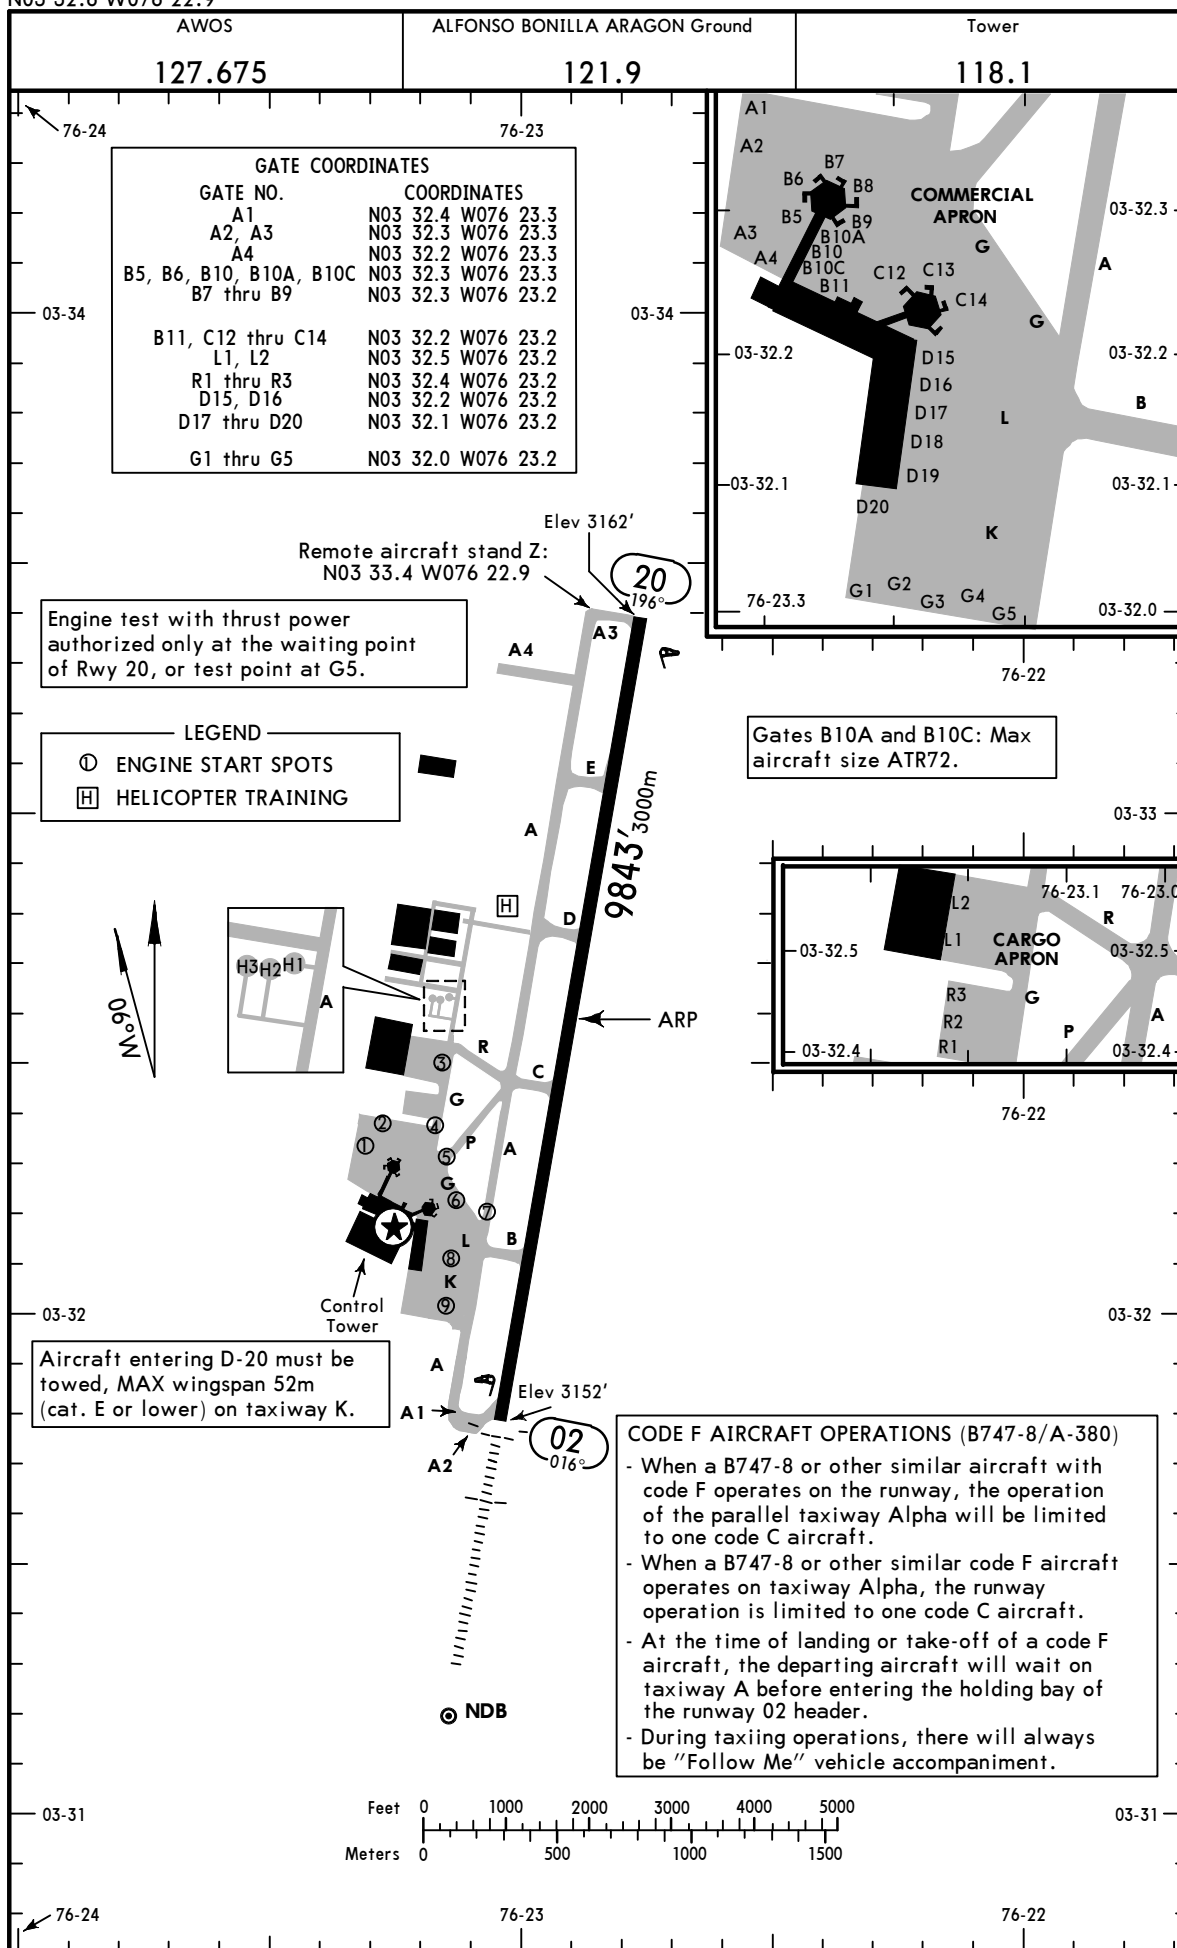 N03 32.6 W076 22.9
AWOS
127.675
ALFONSO BONILLA ARAGON Ground
121.9
Tower
118.1
76-24
76-23
GATE COORDINATES
GATE NO. COORDINATES
A1 N03 32.4 W076 23.3
A2, A3 N03 32.3 W076 23.3
A4 N03 32.2 W076 23.3
B5, B6, B10, B10A, B10C N03 32.3 W076 23.3
B7 thru B9 N03 32.3 W076 23.2
B11, C12 thru C14 N03 32.2 W076 23.2
L1, L2 N03 32.5 W076 23.2
R1 thru R3 N03 32.4 W076 23.2
D15, D16 N03 32.2 W076 23.2
D17 thru D20 N03 32.1 W076 23.2
G1 thru G5 N03 32.0 W076 23.2
03-34
03-34
A1
A2
B7
B6
B8
B5
B9
COMMERCIAL
APRON
03-32.3
A3
B10A
G
A4
B10
B10C
A
C12
C13
B11
C14
G
03-32.2
03-32.2
D15
D16
B
D17
L
D18
D19
03-32.1
03-32.1
D20
K
G1
G2
G3
G4
G5
76-23.3
03-32.0
76-22
Elev 3162'
Remote aircraft stand Z:
N03 33.4 W076 22.9
20
196°
Engine test with thrust power
authorized only at the waiting point
of Rwy 20, or test point at G5.
A3
A4
LEGEND
1 ENGINE START SPOTS
H HELICOPTER TRAINING
Gates B10A and B10C: Max
aircraft size ATR72.
E
A
9843' 3000m
03-33
H
D
06°W
H3
H2
H1
A
ARP
L2
76-23.1
76-23.0
R
L1
03-32.5
CARGO
APRON
03-32.5
R3
G
R2
A
R1
P
03-32.4
03-32.4
76-22
R
C
3
G
2
4
P
1
5
A
G
6
7
L
B
8
K
9
Control
Tower
03-32
03-32
Aircraft entering D-20 must be
towed, MAX wingspan 52m
(cat. E or lower) on taxiway K.
A
Elev 3152'
A1
A2
02
016°
CODE F AIRCRAFT OPERATIONS (B747-8/A-380)
- When a B747-8 or other similar aircraft with
code F operates on the runway, the operation
of the parallel taxiway Alpha will be limited
to one code C aircraft.
- When a B747-8 or other similar code F aircraft
operates on taxiway Alpha, the runway
operation is limited to one code C aircraft.
- At the time of landing or take-off of a code F
aircraft, the departing aircraft will wait on
taxiway A before entering the holding bay of
the runway 02 header.
- During taxiing operations, there will always
be "Follow Me" vehicle accompaniment.
NDB
03-31
03-31
Feet 0 1000 2000 3000 4000 5000
Meters 0 500 1000 1500
76-24
76-23
76-22